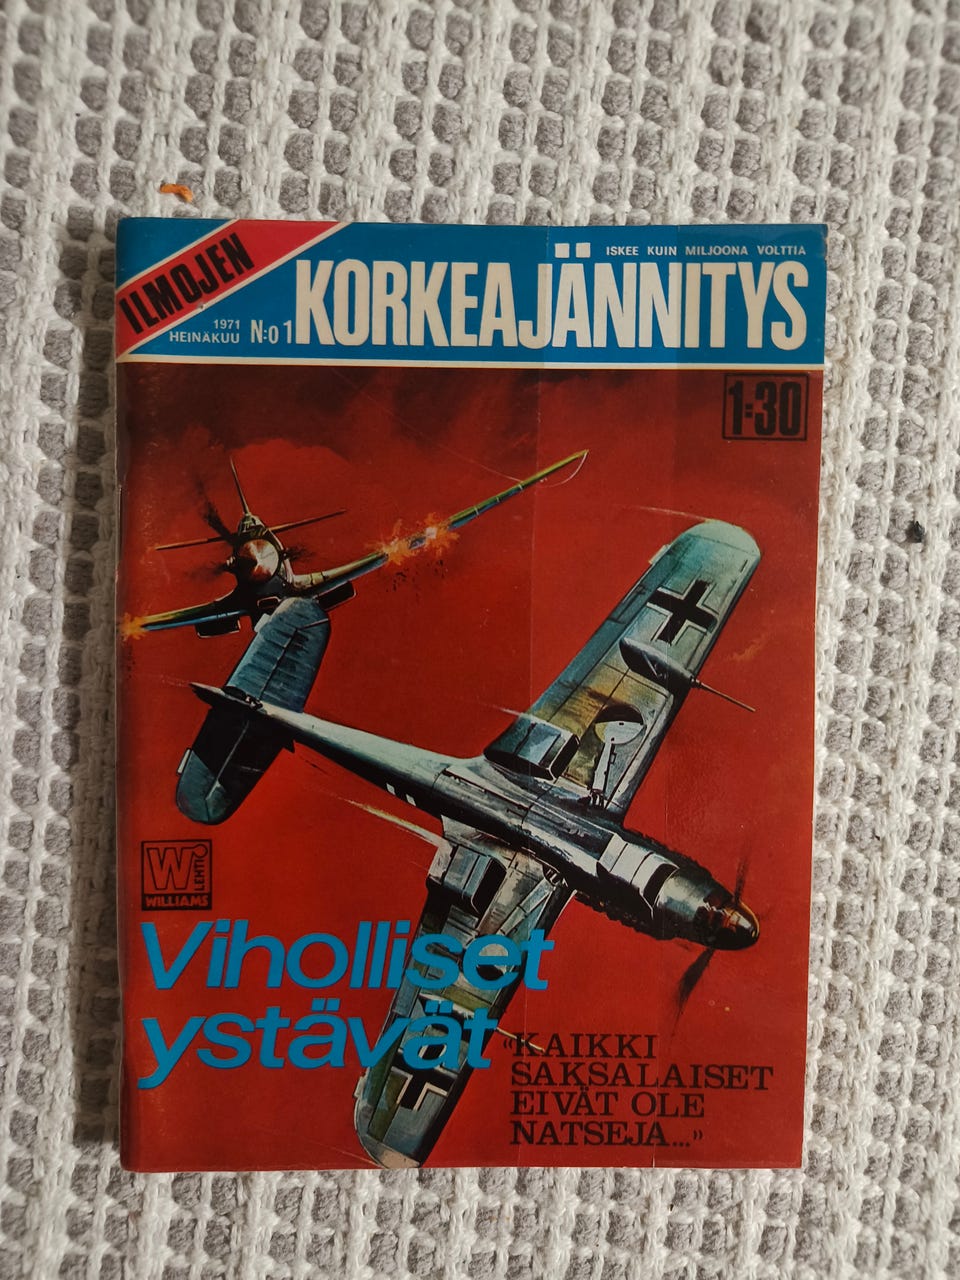 ILMOJEN
ISKEE KUIN MILJOONA VOLTTIA
1971
HEINÄKUU N:o 1
KORKEAJÄNNITYS
1:30
W LEHTI
WILLIAMS
Viholliset
ystävät
«KAIKKI
SAKSALAISET
EIVÄT OLE
NATSEJA...»